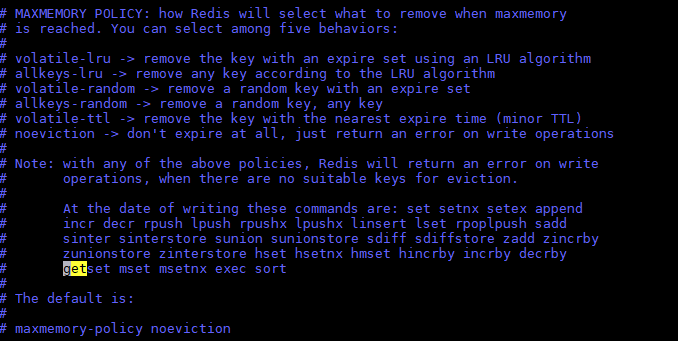 # MAXMEMORY POLICY: how Redis will select what to remove when maxmemory
# is reached. You can select among five behaviors:
#
# volatile-lru -> remove the key with an expire set using an LRU algorithm
# allkeys-lru -> remove any key according to the LRU algorithm
# volatile-random -> remove a random key with an expire set
# allkeys-random -> remove a random key, any key
# volatile-ttl -> remove the key with the nearest expire time (minor TTL)
# noeviction -> don't expire at all, just return an error on write operations
#
# Note: with any of the above policies, Redis will return an error on write
#       operations, when there are no suitable keys for eviction.
#
#       At the date of writing these commands are: set setnx setex append
#       incr decr rpush lpush rpushx lpushx linsert lset rpoplpush sadd
#       sinter sinterstore sunion sunionstore sdiff sdiffstore zadd zincrby
#       zunionstore zinterstore hset hsetnx hmset hincrby incrby decrby
#       getset mset msetnx exec sort
#
# The default is:
#
# maxmemory-policy noeviction